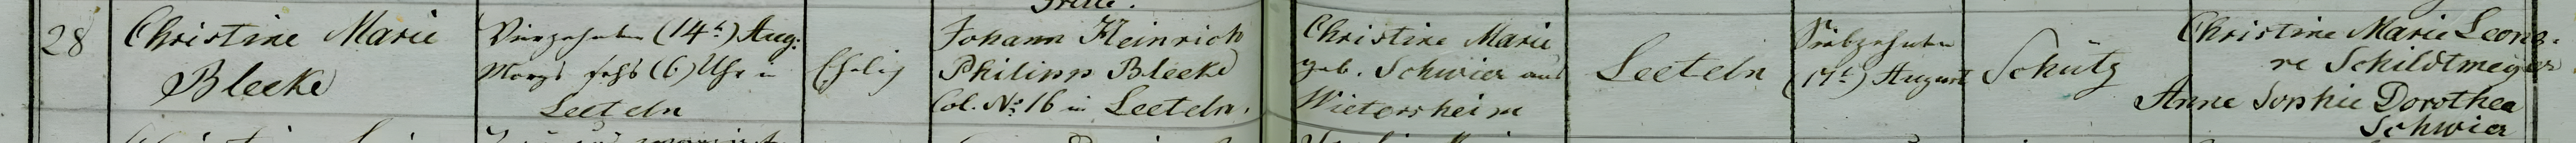 28
Christine Marie
Bleeke
Vierzehnten (14t) Aug:
Morgs sechs (6) Uhr in
Leeteln
Ehelig
Johann Heinrich
Philipp Bleeke
Col. No 16 in Leeteln.
Christine Marie
geb. Schwier aus
Wietersheim
Leeteln
Siebzehnten
(17t) August
Schütz
Christine Marie Leono-
re Schildtmeyer
Anne Sophie Dorothea
Schwier